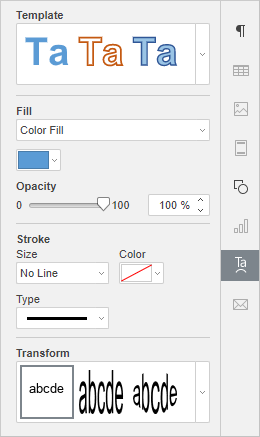 Template
Ta Ta Ta
Fill
Color Fill
Opacity
0 100 100 %
Stroke
Size Color
No Line
Type
Transform
abcde abcde abcde
¶
Ta